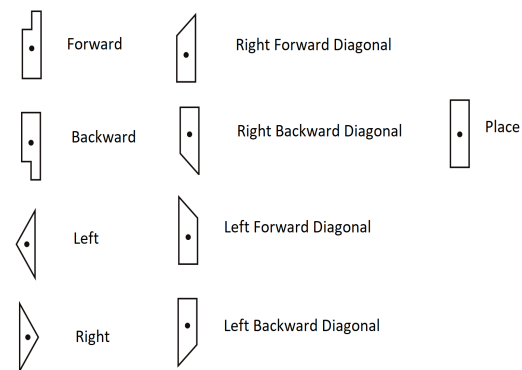 Forward
Right Forward Diagonal
Backward
Right Backward Diagonal
Place
Left
Left Forward Diagonal
Right
Left Backward Diagonal